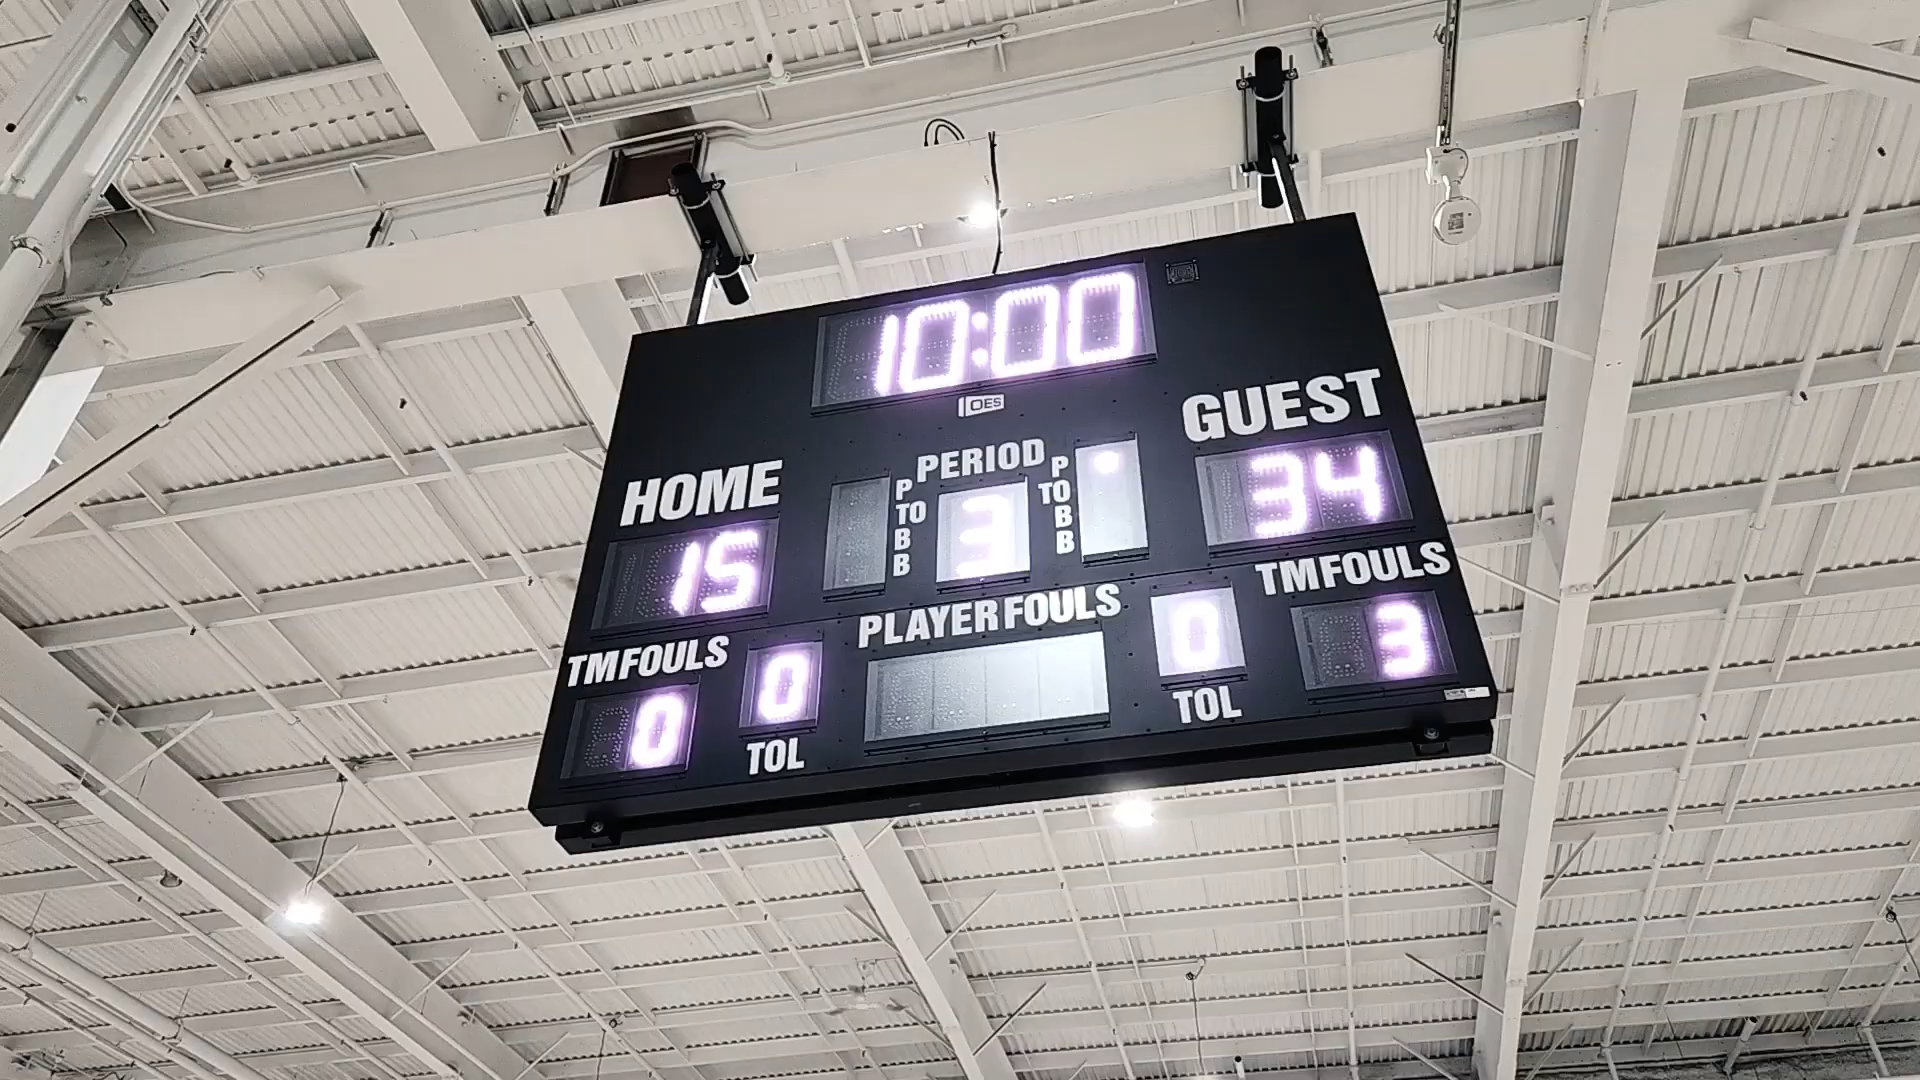 10:00
OES
HOME
15
P
TO
B
B
PERIOD
3
P
TO
B
B
GUEST
34
TMFOULS
0
0
TOL
PLAYER FOULS
0
TOL
TMFOULS
3